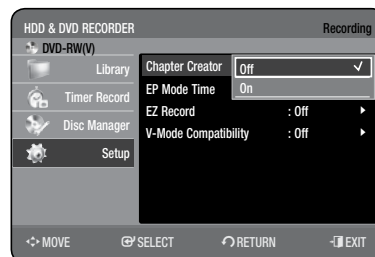 HDD & DVD RECORDER Recording
DVD-RW(V)
Library
Timer Record
Disc Manager
Setup
Chapter Creator
Off ✓
On
EP Mode Time
EZ Record : Off ►
V-Mode Compatibility : Off ►
MOVE SELECT RETURN EXIT